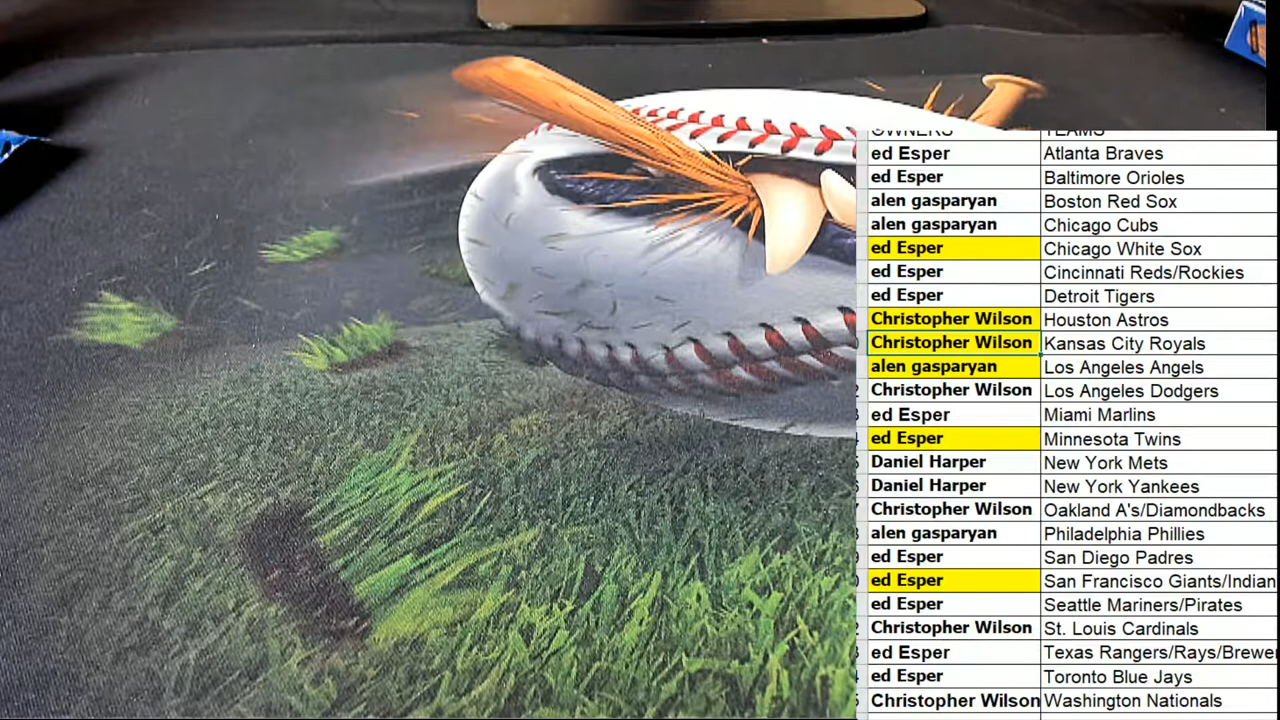 OWNERS TEAMS
ed Esper Atlanta Braves
ed Esper Baltimore Orioles
alen gasparyan Boston Red Sox
alen gasparyan Chicago Cubs
ed Esper Chicago White Sox
ed Esper Cincinnati Reds/Rockies
ed Esper Detroit Tigers
Christopher Wilson Houston Astros
Christopher Wilson Kansas City Royals
alen gasparyan Los Angeles Angels
Christopher Wilson Los Angeles Dodgers
ed Esper Miami Marlins
ed Esper Minnesota Twins
Daniel Harper New York Mets
Daniel Harper New York Yankees
Christopher Wilson Oakland A's/Diamondbacks
alen gasparyan Philadelphia Phillies
ed Esper San Diego Padres
ed Esper San Francisco Giants/Indian
ed Esper Seattle Mariners/Pirates
Christopher Wilson St. Louis Cardinals
ed Esper Texas Rangers/Rays/Brewer
ed Esper Toronto Blue Jays
Christopher Wilson Washington Nationals